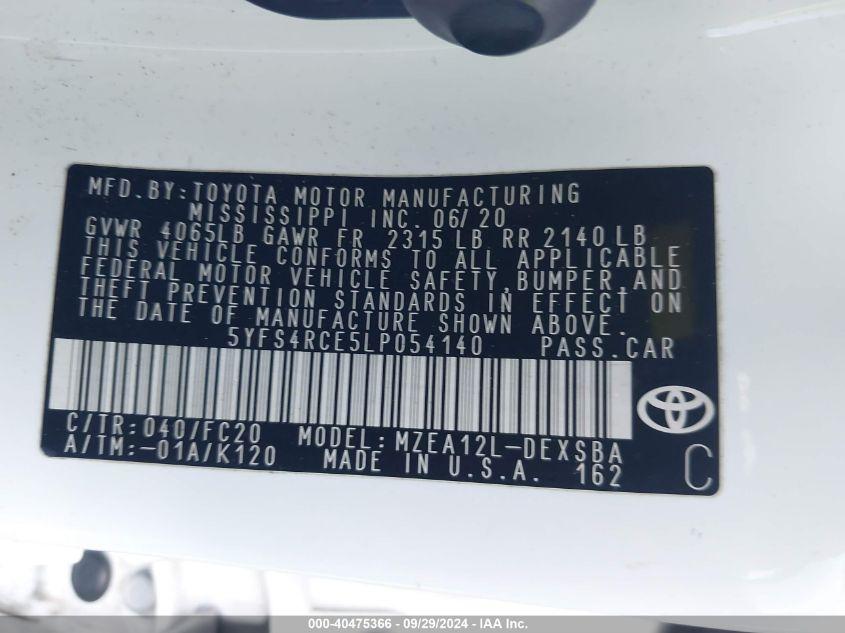 MFD.BY:TOYOTA MOTOR MANUFACTURING
MISSISSIPPI INC. 06/20
GVWR 4065LB GAWR FR 2315 LB RR 2140 LB
THIS VEHICLE CONFORMS TO ALL APPLICABLE
FEDERAL MOTOR VEHICLE SAFETY,BUMPER,AND
THEFT PREVENTION STANDARDS IN EFFECT ON
THE DATE OF MANUFACTURE SHOWN ABOVE.
5YFS4RCE5LP054140 PASS.CAR
C/TR:040/FC20 MODEL:MZEA12L-DEXSBA
A/TM:-01A/K120 MADE IN U.S.A. 162
C
000-40475366 - 09/29/2024 - IAA Inc.